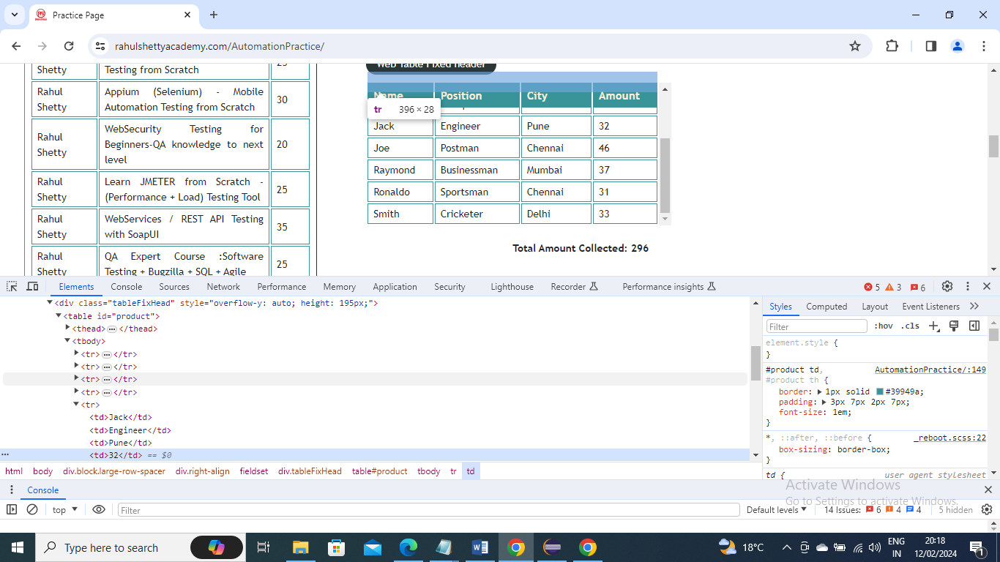 Practice Page
rahulshettyacademy.com/AutomationPractice/
Shetty Testing from Scratch 25
Rahul Shetty Appium (Selenium) - Mobile Automation Testing from Scratch 30
Rahul Shetty WebSecurity Testing for Beginners-QA knowledge to next level 20
Rahul Shetty Learn JMETER from Scratch - (Performance + Load) Testing Tool 25
Rahul Shetty WebServices / REST API Testing with SoapUI 35
Rahul Shetty QA Expert Course :Software Testing + Bugzilla + SQL + Agile 25
Web Table Fixed header
Name Position City Amount
tr 396 × 28
Jack Engineer Pune 32
Joe Postman Chennai 46
Raymond Businessman Mumbai 37
Ronaldo Sportsman Chennai 31
Smith Cricketer Delhi 33
Total Amount Collected: 296
Elements Console Sources Network Performance Memory Application Security Lighthouse Recorder Performance insights 5 3 6
<div class="tableFixHead" style="overflow-y: auto; height: 195px;">
<table id="product">
<thead> ... </thead>
<tbody>
<tr> ... </tr>
<tr> ... </tr>
<tr> ... </tr>
<tr> ... </tr>
<tr>
<td>Jack</td>
<td>Engineer</td>
<td>Pune</td>
... <td>32</td> == $0
html body div.block.large-row-spacer div.right-align fieldset div.tableFixHead table#product tbody tr td
Styles Computed Layout Event Listeners
Filter :hov .cls
element.style {
}
#product td, AutomationPractice/:149
#product th {
border: 1px solid #39949a;
padding: 3px 7px 2px 7px;
font-size: 1em;
}
*, ::after, ::before { _reboot.scss:22
box-sizing: border-box;
}
td { user agent stylesheet
Activate Windows
Go to Settings to activate Windows.
Console
top Filter Default levels 14 Issues: 6 4 4 5 hidden
Type here to search
18°C
ENG
IN
20:18
12/02/2024
1